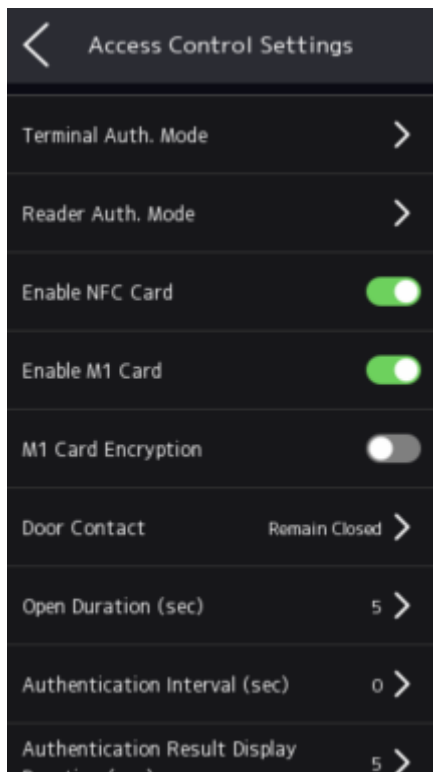 Access Control Settings
Terminal Auth. Mode
Reader Auth. Mode
Enable NFC Card
Enable M1 Card
M1 Card Encryption
Door Contact Remain Closed
Open Duration (sec) 5
Authentication Interval (sec) 0
Authentication Result Display
5